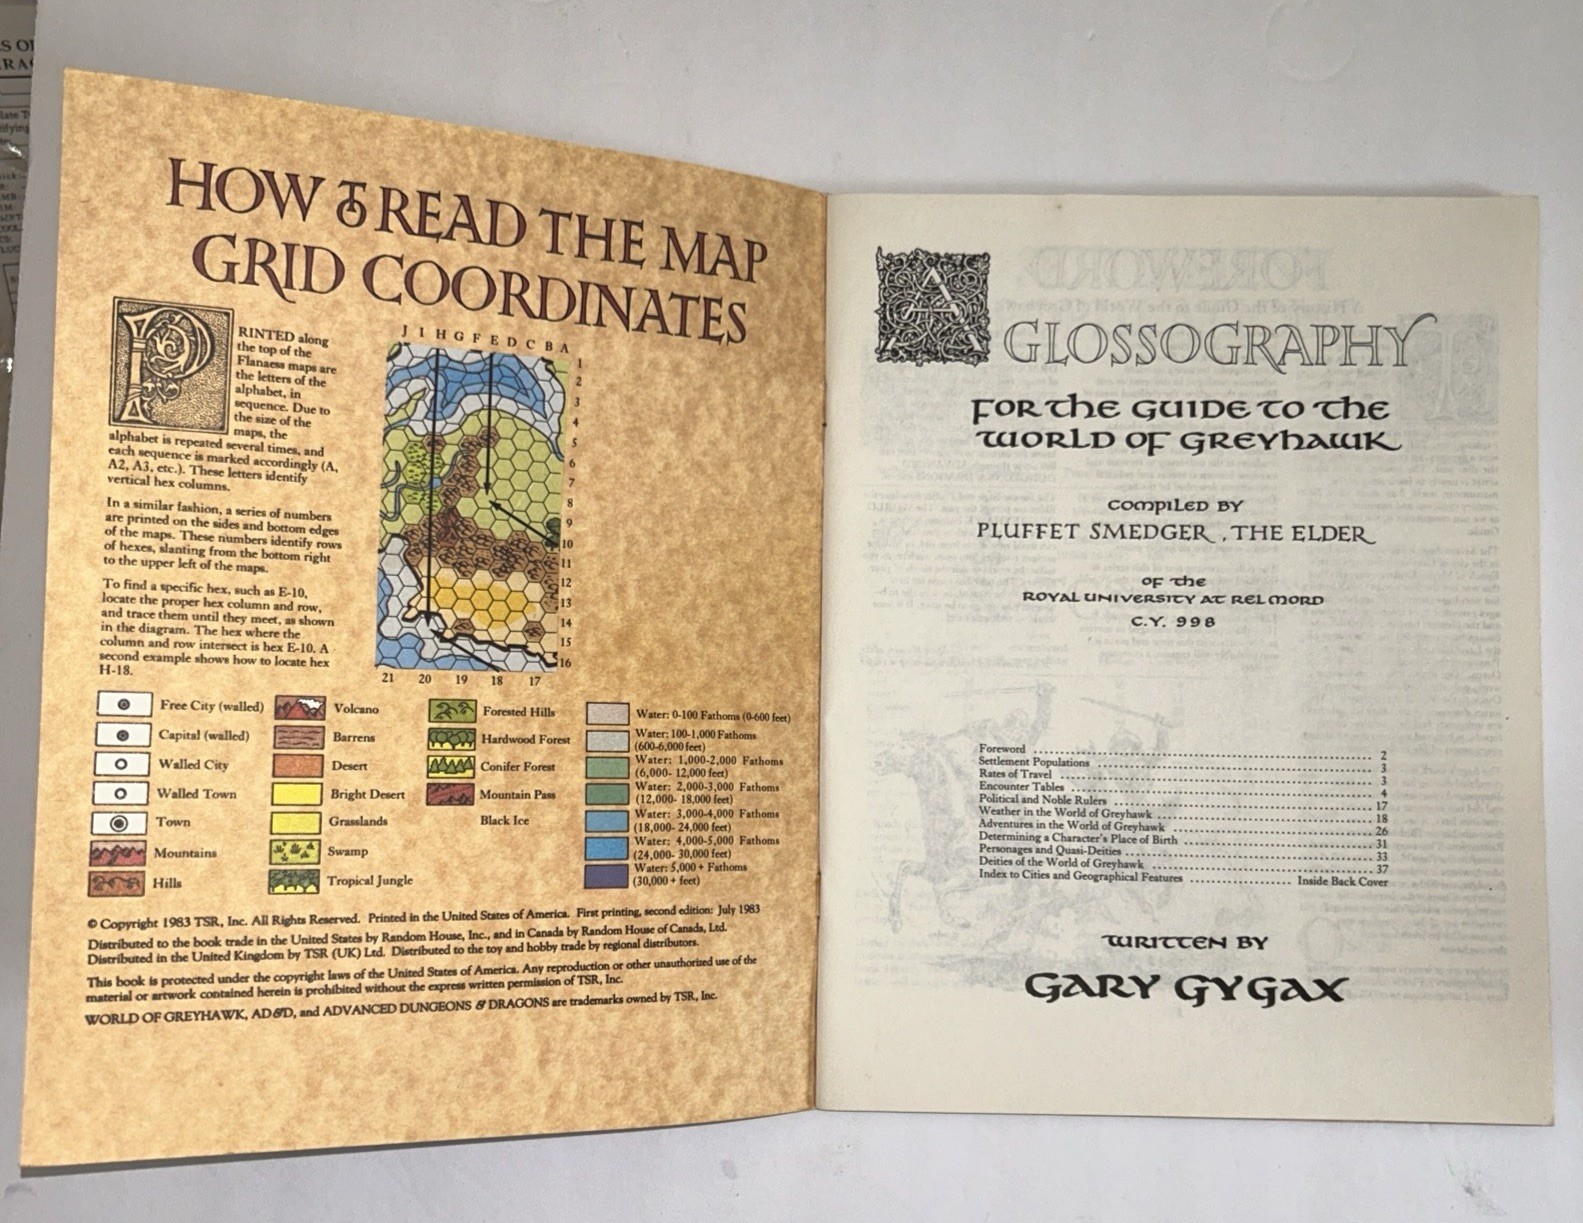 HOW TO READ THE MAP
GRID COORDINATES
PRINTED along
the top of the
Flanaess maps are
the letters of the
alphabet, in
sequence. Due to
the size of the
maps, the
alphabet is repeated several times, and
each sequence is marked accordingly (A,
A2, A3, etc.). These letters identify
vertical hex columns.
In a similar fashion, a series of numbers
are printed on the sides and bottom edges
of the maps. These numbers identify rows
of hexes, slanting from the bottom right
to the upper left of the maps.
To find a specific hex, such as E-10,
locate the proper hex column and row,
and trace them until they meet, as shown
in the diagram. The hex where the
column and row intersect is hex E-10. A
second example shows how to locate hex
H-18.
J I H G F E D C B A
1
2
3
4
5
6
7
8
9
10
11
12
13
14
15
16
21 20 19 18 17
Free City (walled)
Capital (walled)
Walled City
Walled Town
Town
Mountains
Hills
Volcano
Barrens
Desert
Bright Desert
Grasslands
Swamp
Tropical Jungle
Forested Hills
Hardwood Forest
Conifer Forest
Mountain Pass
Black Ice
Water: 0-100 Fathoms (0-600 feet)
Water: 100-1,000 Fathoms
(600-6,000 feet)
Water: 1,000-2,000 Fathoms
(6,000- 12,000 feet)
Water: 2,000-3,000 Fathoms
(12,000- 18,000 feet)
Water: 3,000-4,000 Fathoms
(18,000- 24,000 feet)
Water: 4,000-5,000 Fathoms
(24,000- 30,000 feet)
Water: 5,000 + Fathoms
(30,000 + feet)
© Copyright 1983 TSR, Inc. All Rights Reserved. Printed in the United States of America. First printing, second edition: July 1983
Distributed to the book trade in the United States by Random House, Inc., and in Canada by Random House of Canada, Ltd.
Distributed in the United Kingdom by TSR (UK) Ltd. Distributed to the toy and hobby trade by regional distributors.
This book is protected under the copyright laws of the United States of America. Any reproduction or other unauthorized use of the
material or artwork contained herein is prohibited without the express written permission of TSR, Inc.
WORLD OF GREYHAWK, AD&D, and ADVANCED DUNGEONS & DRAGONS are trademarks owned by TSR, Inc.
A GLOSSOGRAPHY
FOR THE GUIDE TO THE
WORLD OF GREYHAWK
COMPILED BY
PLUFFET SMEDGER, THE ELDER
OF THE
ROYAL UNIVERSITY AT REL MORD
C.Y. 998
Foreword .......... 2
Settlement Populations .......... 3
Rates of Travel .......... 3
Encounter Tables .......... 4
Political and Noble Rulers .......... 17
Weather in the World of Greyhawk .......... 18
Adventures in the World of Greyhawk .......... 26
Determining a Character's Place of Birth .......... 31
Personages and Quasi-Deities .......... 33
Deities of the World of Greyhawk .......... 37
Index to Cities and Geographical Features .......... Inside Back Cover
WRITTEN BY
GARY GYGAX